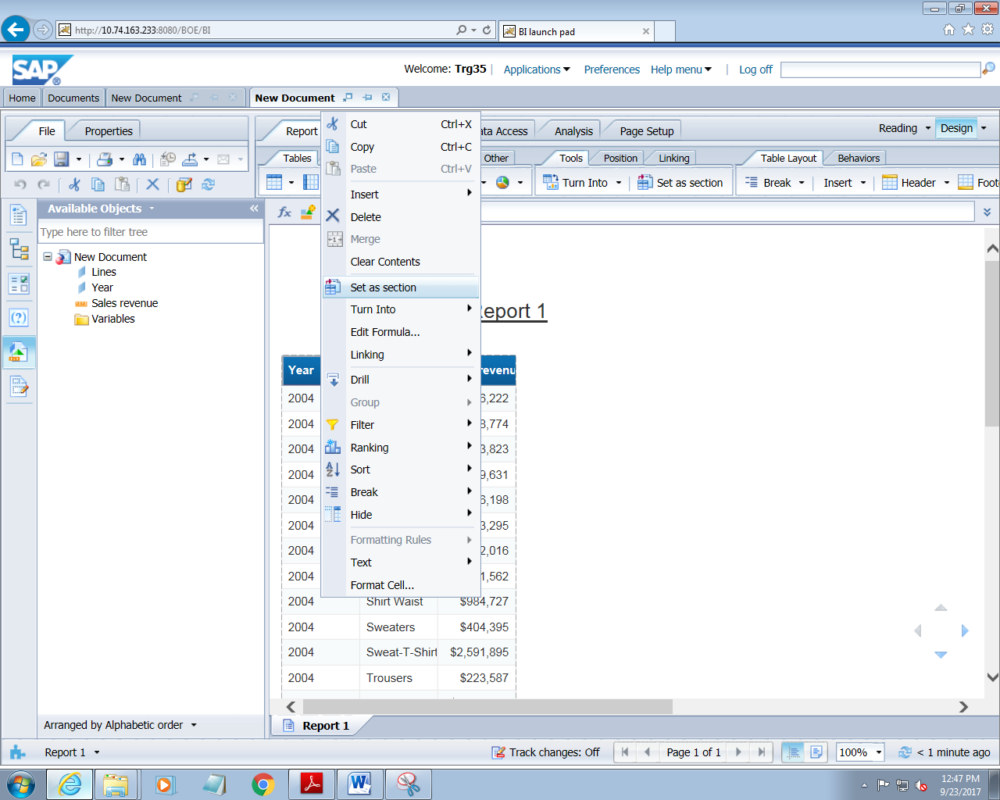 http://10.74.163.233:8080/BOE/BI
BI launch pad
SAP
Welcome: Trg35
Applications
Preferences
Help menu
Log off
Home
Documents
New Document
New Document
File
Properties
Report
Data Access
Analysis
Page Setup
Reading
Design
Tables
Other
Tools
Position
Linking
Table Layout
Behaviors
Turn Into
Set as section
Break
Insert
Header
Foot
Available Objects
Type here to filter tree
New Document
Lines
Year
Sales revenue
Variables
Arranged by Alphabetic order
Cut Ctrl+X
Copy Ctrl+C
Paste Ctrl+V
Insert
Delete
Merge
Clear Contents
Set as section
Turn Into
Edit Formula...
Linking
Drill
Group
Filter
Ranking
Sort
Break
Hide
Formatting Rules
Text
Format Cell...
Report 1
Year revenu
2004 6,222
2004 8,774
2004 3,823
2004 9,631
2004 6,198
2004 3,295
2004 2,016
2004 1,562
2004 Shirt Waist $984,727
2004 Sweaters $404,395
2004 Sweat-T-Shirt $2,591,895
2004 Trousers $223,587
Report 1
Report 1
Track changes: Off
Page 1 of 1
100%
< 1 minute ago
12:47 PM
9/23/2017